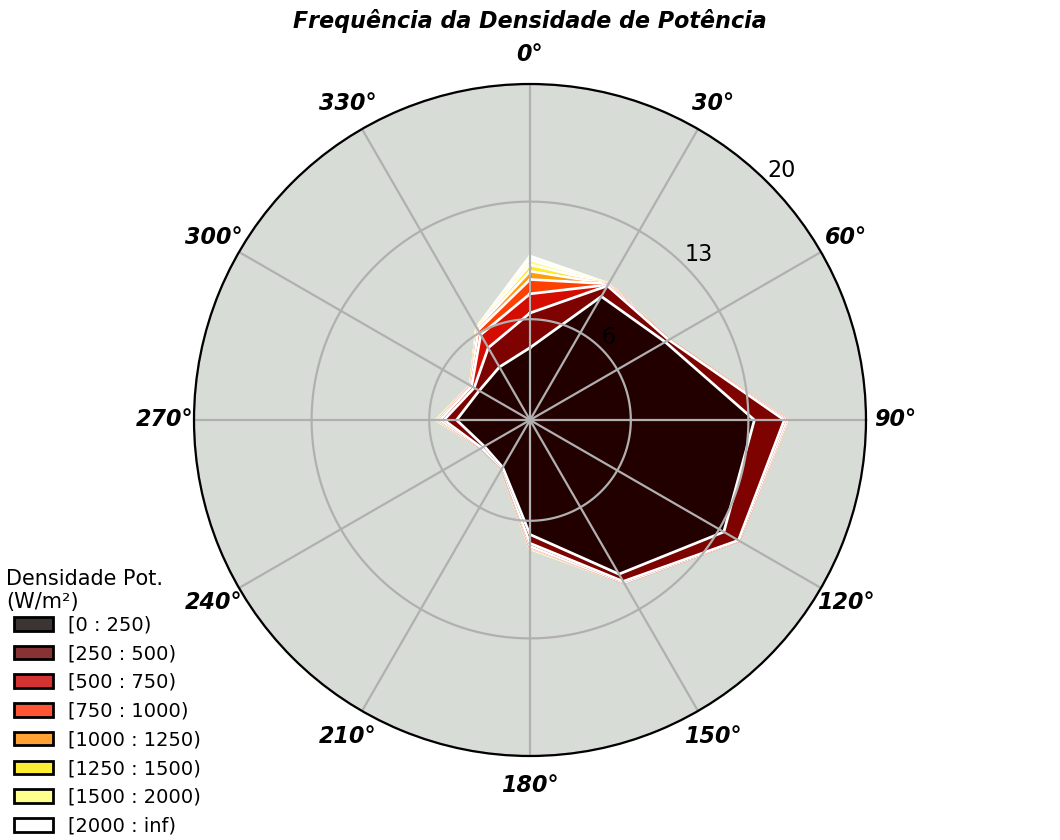 Frequência da Densidade de Potência
0°
330°
30°
20
300°
60°
13
6
270°
90°
240°
120°
210°
150°
180°
Densidade Pot.
(W/m²)
[0 : 250)
[250 : 500)
[500 : 750)
[750 : 1000)
[1000 : 1250)
[1250 : 1500)
[1500 : 2000)
[2000 : inf)